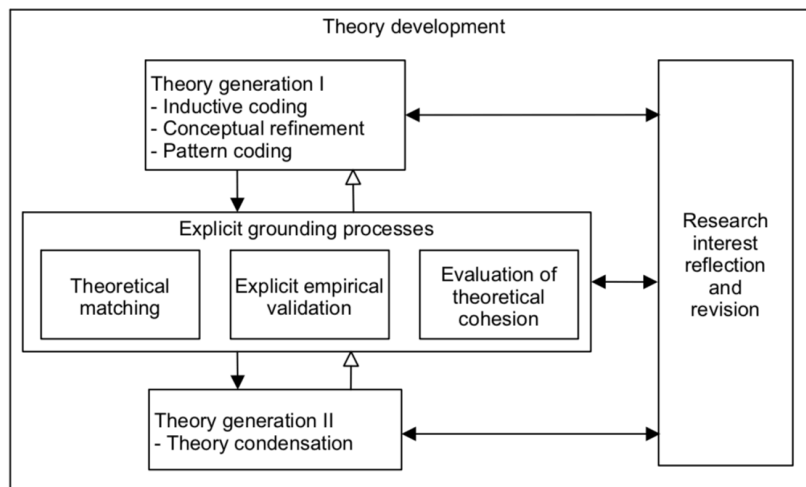 Theory development
Theory generation I
- Inductive coding
- Conceptual refinement
- Pattern coding
Explicit grounding processes
Theoretical
matching
Explicit empirical
validation
Evaluation of
theoretical
cohesion
Theory generation II
- Theory condensation
Research
interest
reflection
and
revision